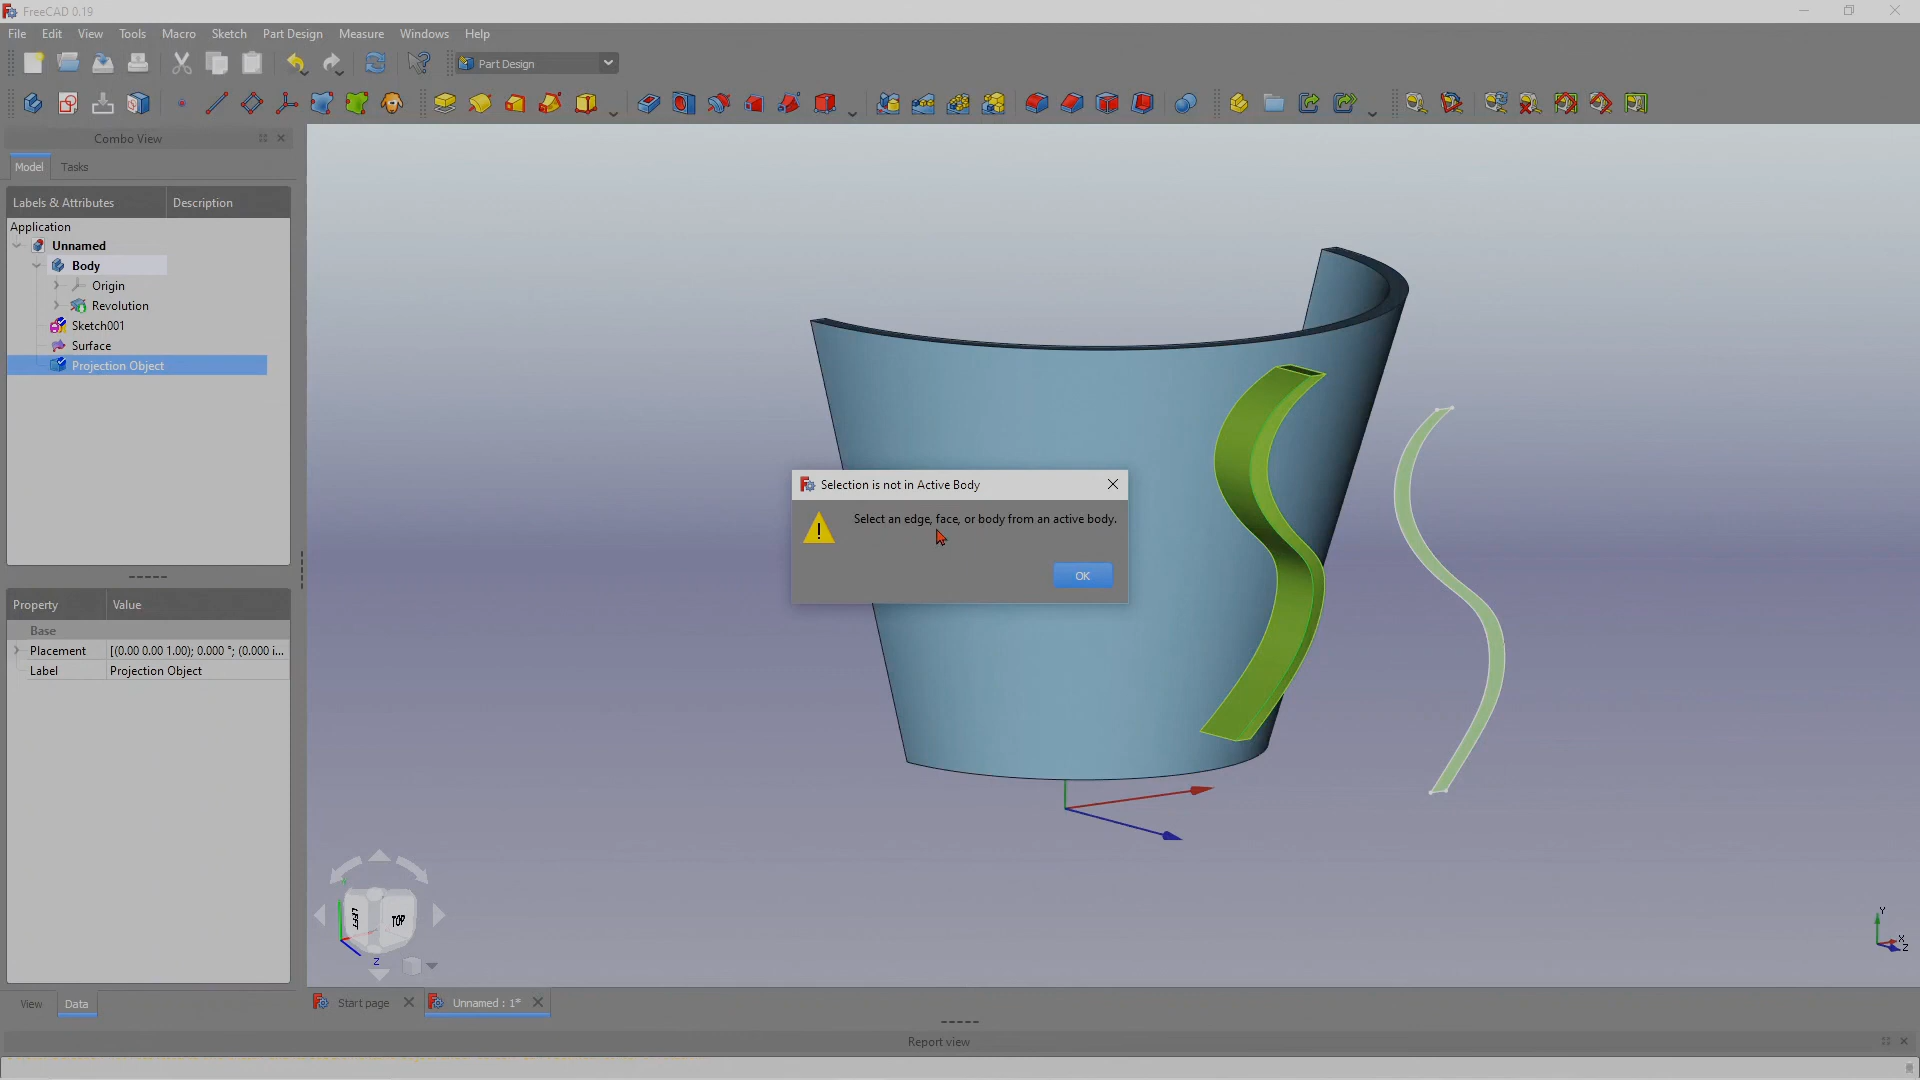 FreeCAD 0.19
File Edit View Tools Macro Sketch Part Design Measure Windows Help
Part Design
Combo View
Model Tasks
Labels & Attributes Description
Application
Unnamed
Body
Origin
Revolution
Sketch001
Surface
Projection Object
Selection is not in Active Body
Select an edge, face, or body from an active body.
OK
Property Value
Base
Placement [(0.00 0.00 1.00); 0.000 °; (0.000 i...
Label Projection Object
LEFT TOP
Z
Y
X
Z
View Data
Start page Unnamed : 1*
Report view